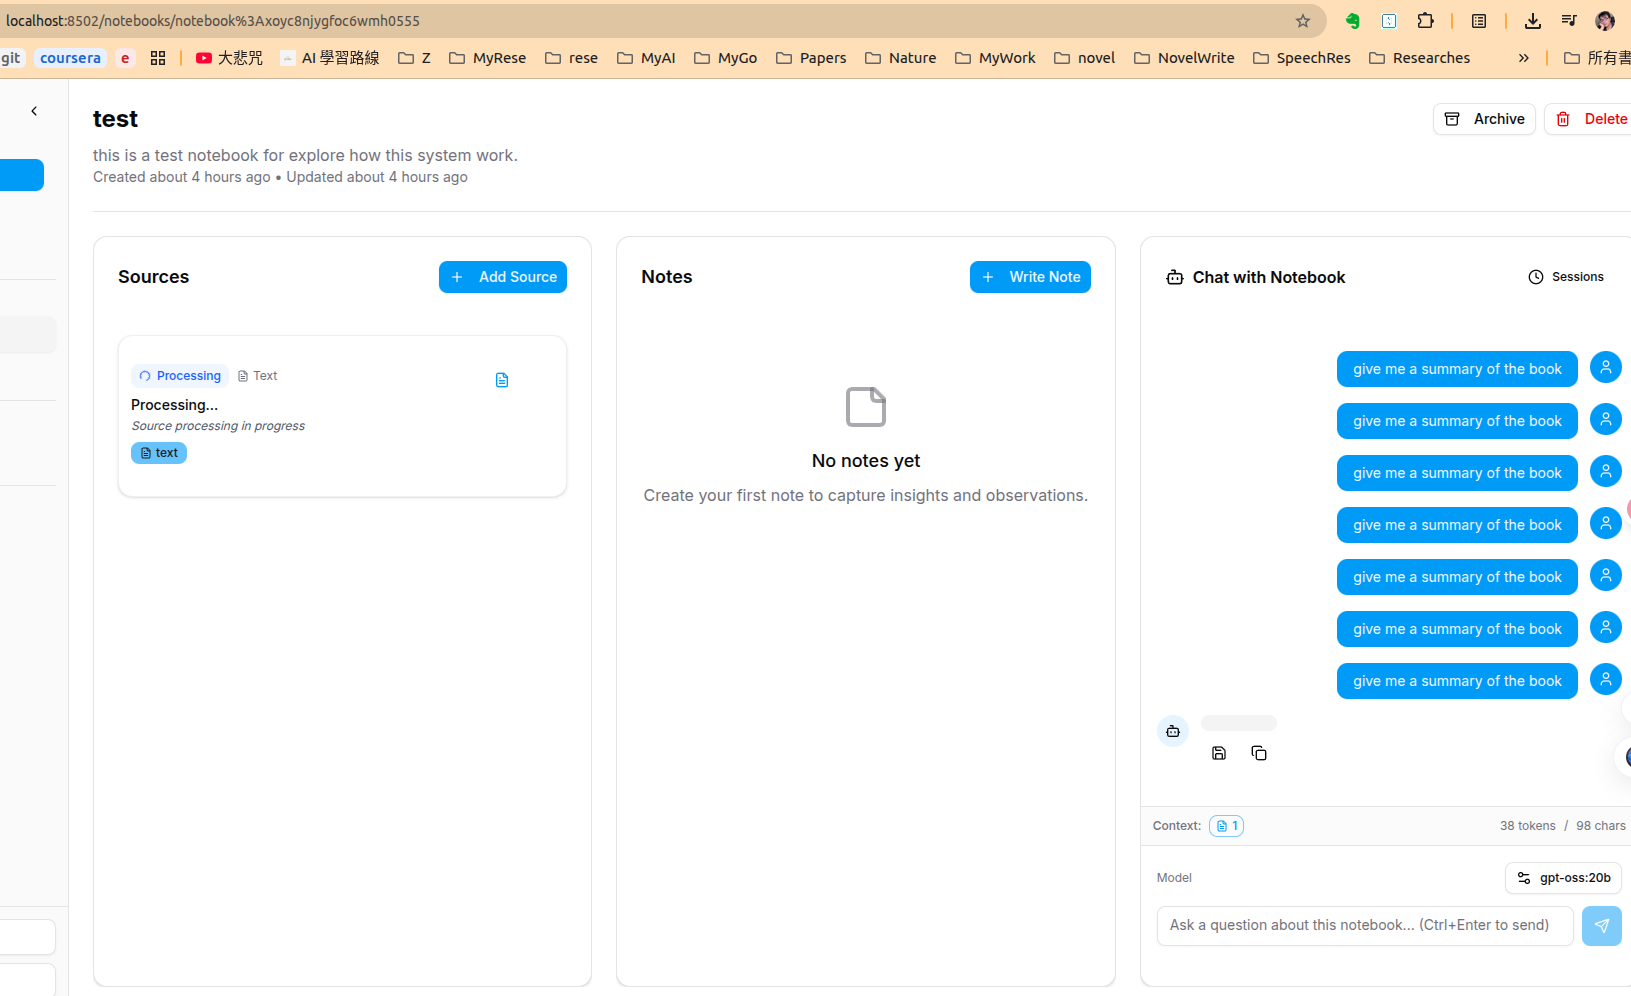 localhost:8502/notebooks/notebook%3Axoyc8njygfoc6wmh0555
git coursera e 大悲咒 AI 學習路線 Z MyRese rese MyAI MyGo Papers Nature MyWork novel NovelWrite SpeechRes Researches » 所有書
test
Archive Delete
this is a test notebook for explore how this system work.
Created about 4 hours ago • Updated about 4 hours ago
Sources
+ Add Source
Processing Text
Processing...
Source processing in progress
text
Notes
+ Write Note
No notes yet
Create your first note to capture insights and observations.
Chat with Notebook
Sessions
give me a summary of the book
give me a summary of the book
give me a summary of the book
give me a summary of the book
give me a summary of the book
give me a summary of the book
give me a summary of the book
Context: 1
38 tokens / 98 chars
Model
gpt-oss:20b
Ask a question about this notebook... (Ctrl+Enter to send)